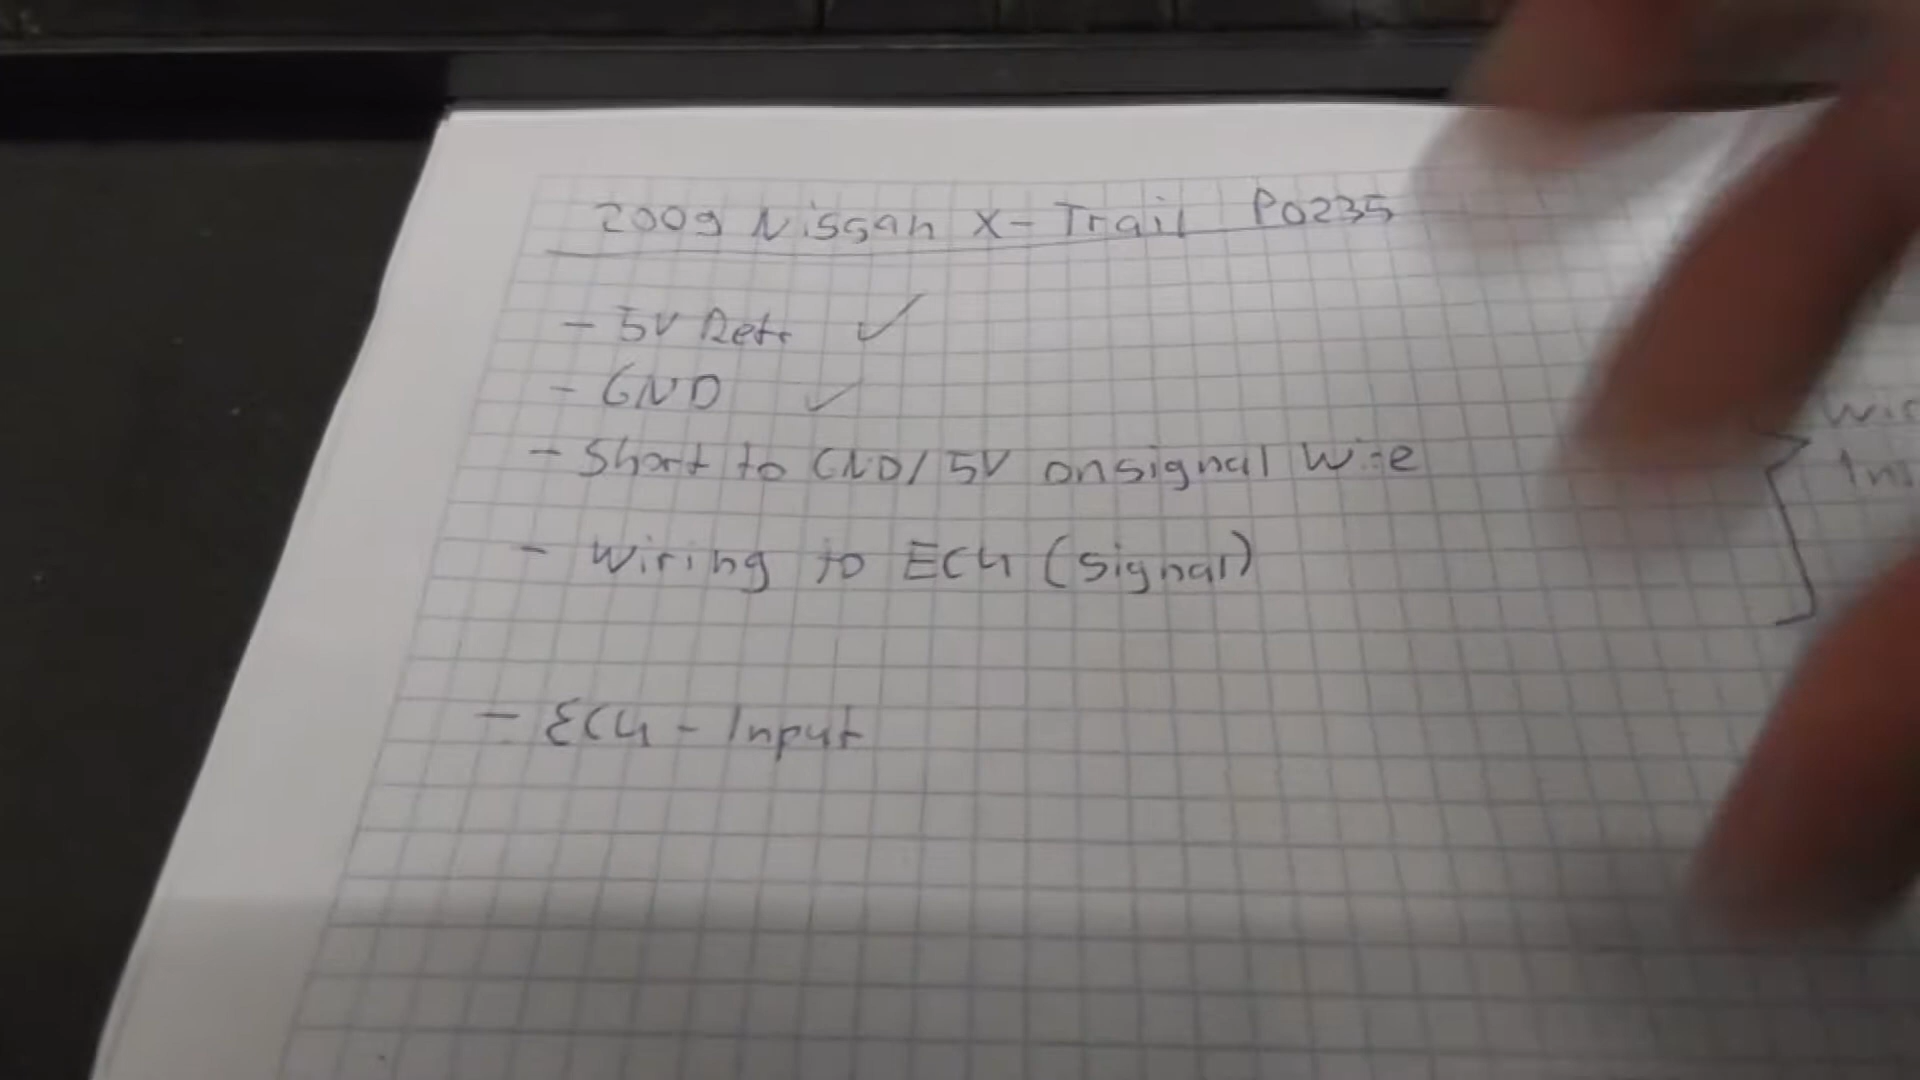 2009 Nissan X-Trail P0235
- 5V Ref. ✓
- GND ✓
- Short to GND/5V on signal wire
- Wiring to ECU (signal)
- ECU - Input